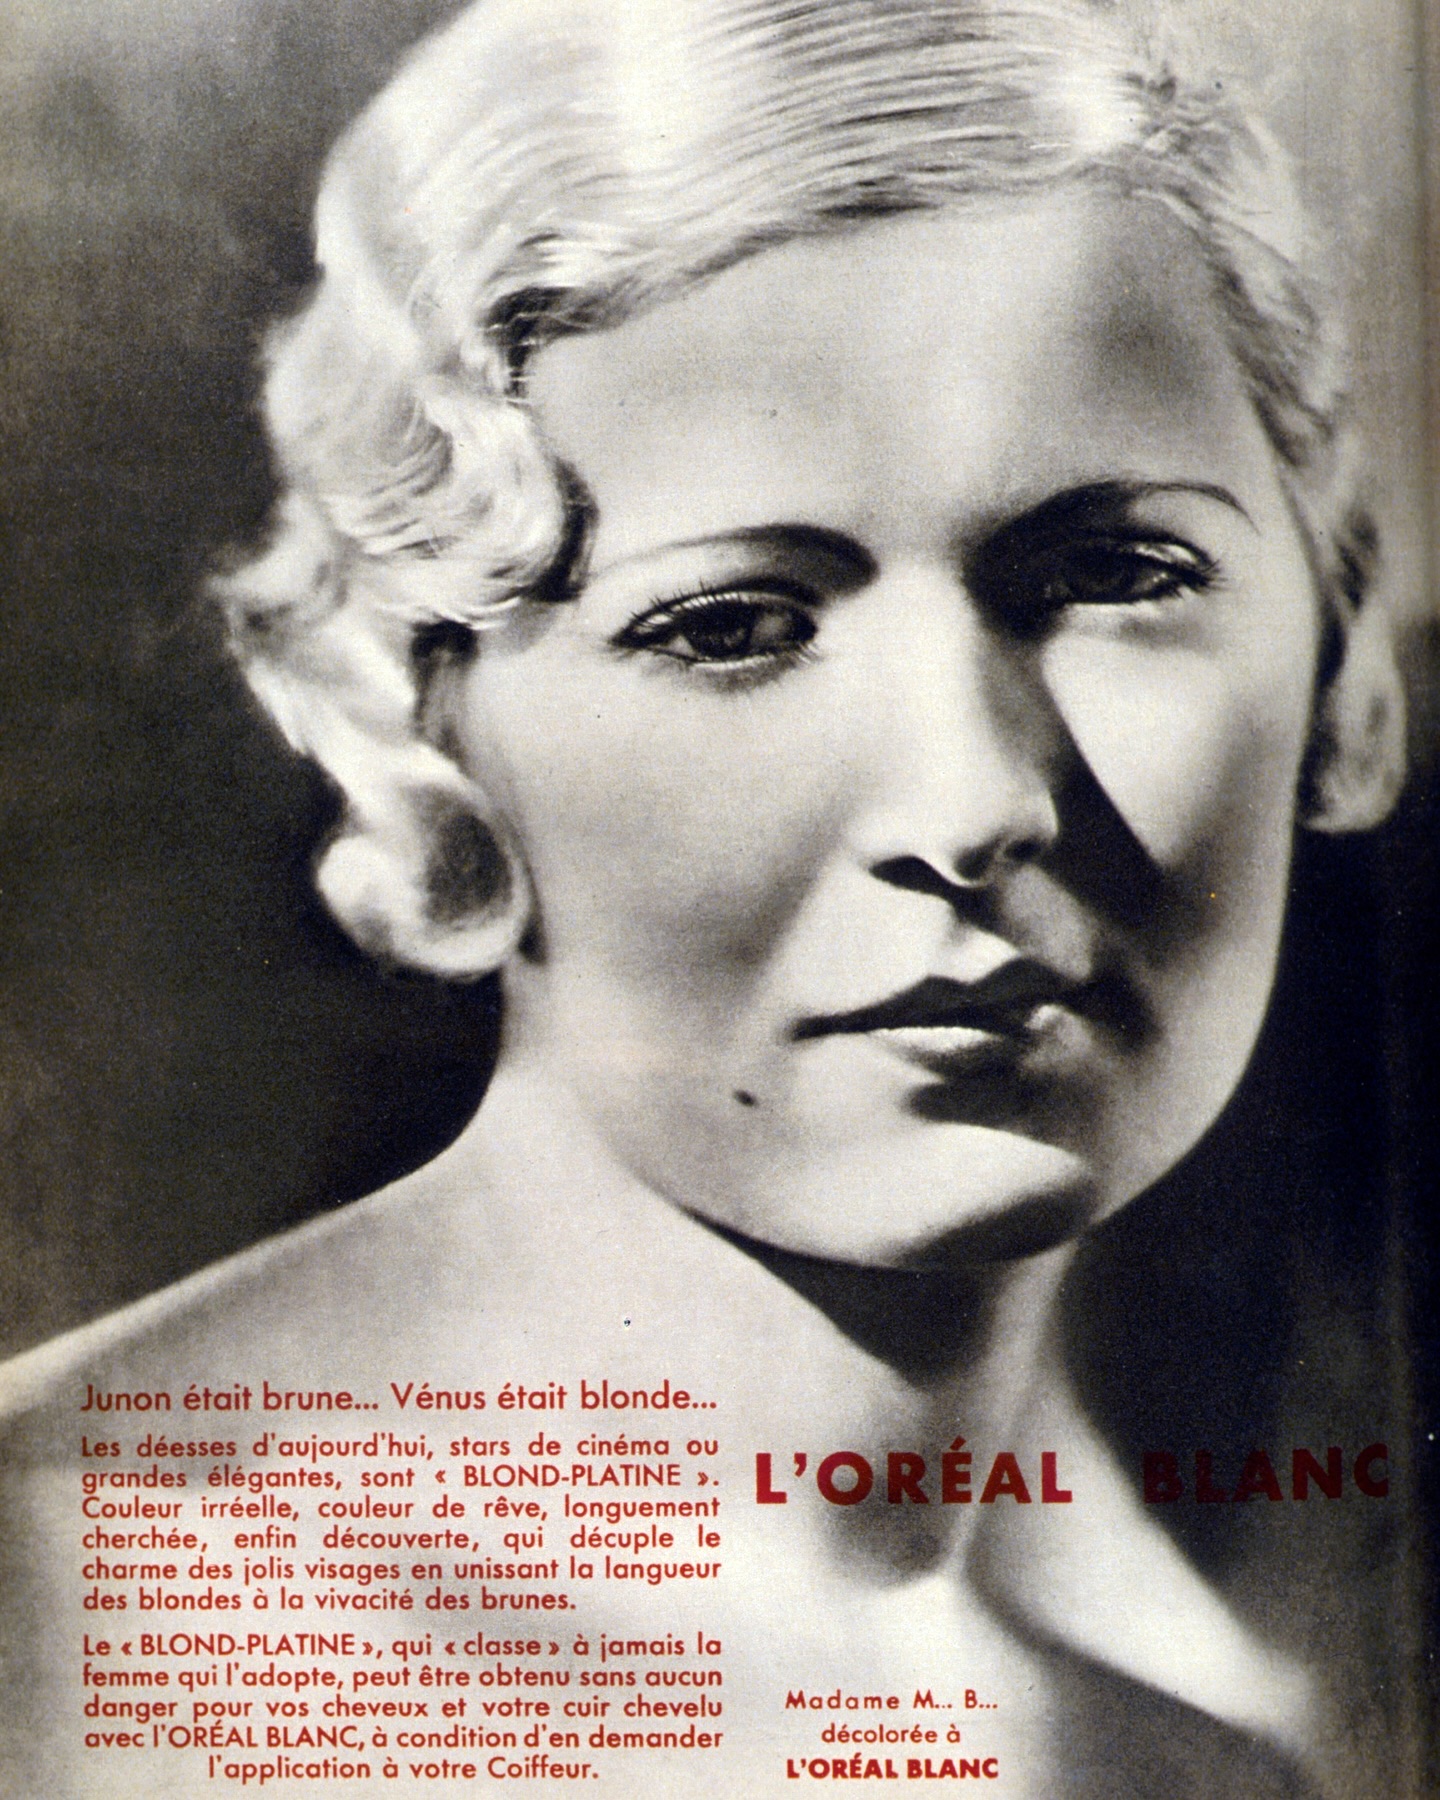 Junon était brune... Vénus était blonde...
Les déesses d'aujourd'hui, stars de cinéma ou
grandes élégantes, sont « BLOND-PLATINE ».
Couleur irréelle, couleur de rêve, longuement
cherchée, enfin découverte, qui décuple le
charme des jolis visages en unissant la langueur
des blondes à la vivacité des brunes.
Le « BLOND-PLATINE », qui « classe » à jamais la
femme qui l'adopte, peut être obtenu sans aucun
danger pour vos cheveux et votre cuir chevelu
avec l'ORÉAL BLANC, à condition d'en demander
l'application à votre Coiffeur.
L'ORÉAL BLANC
Madame M... B...
décolorée à
L'ORÉAL BLANC